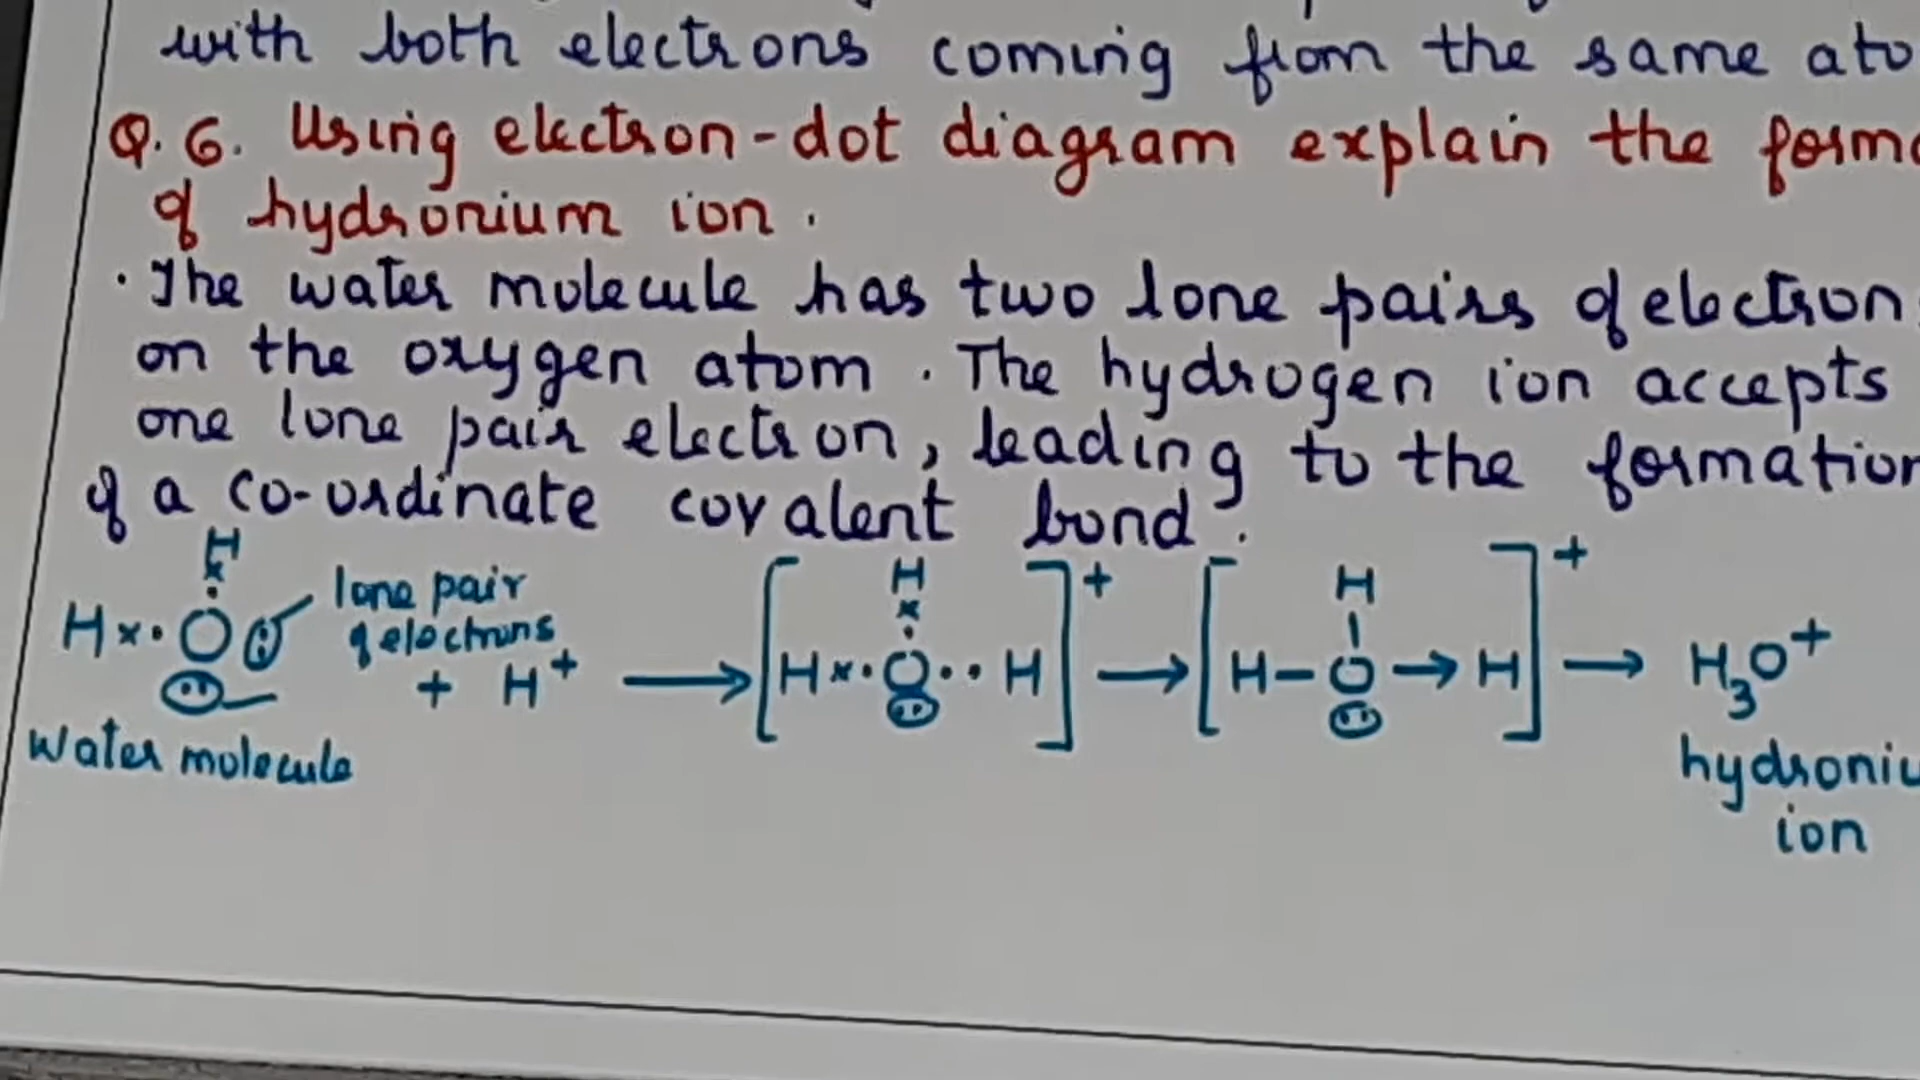 with both electrons coming from the same ato
Q. 6. Using electron-dot diagram explain the forma
of hydronium ion.
· The water molecule has two lone pairs of electron
on the oxygen atom. The hydrogen ion accepts
one lone pair electron, leading to the formation
of a co-ordinate covalent bond.
H
lone pair
of electrons
H x· O
+ H⁺ → [H x· O ·· H]⁺ → [H – O → H]⁺ → H₃O⁺
H
H
water molecule
hydroniu
ion